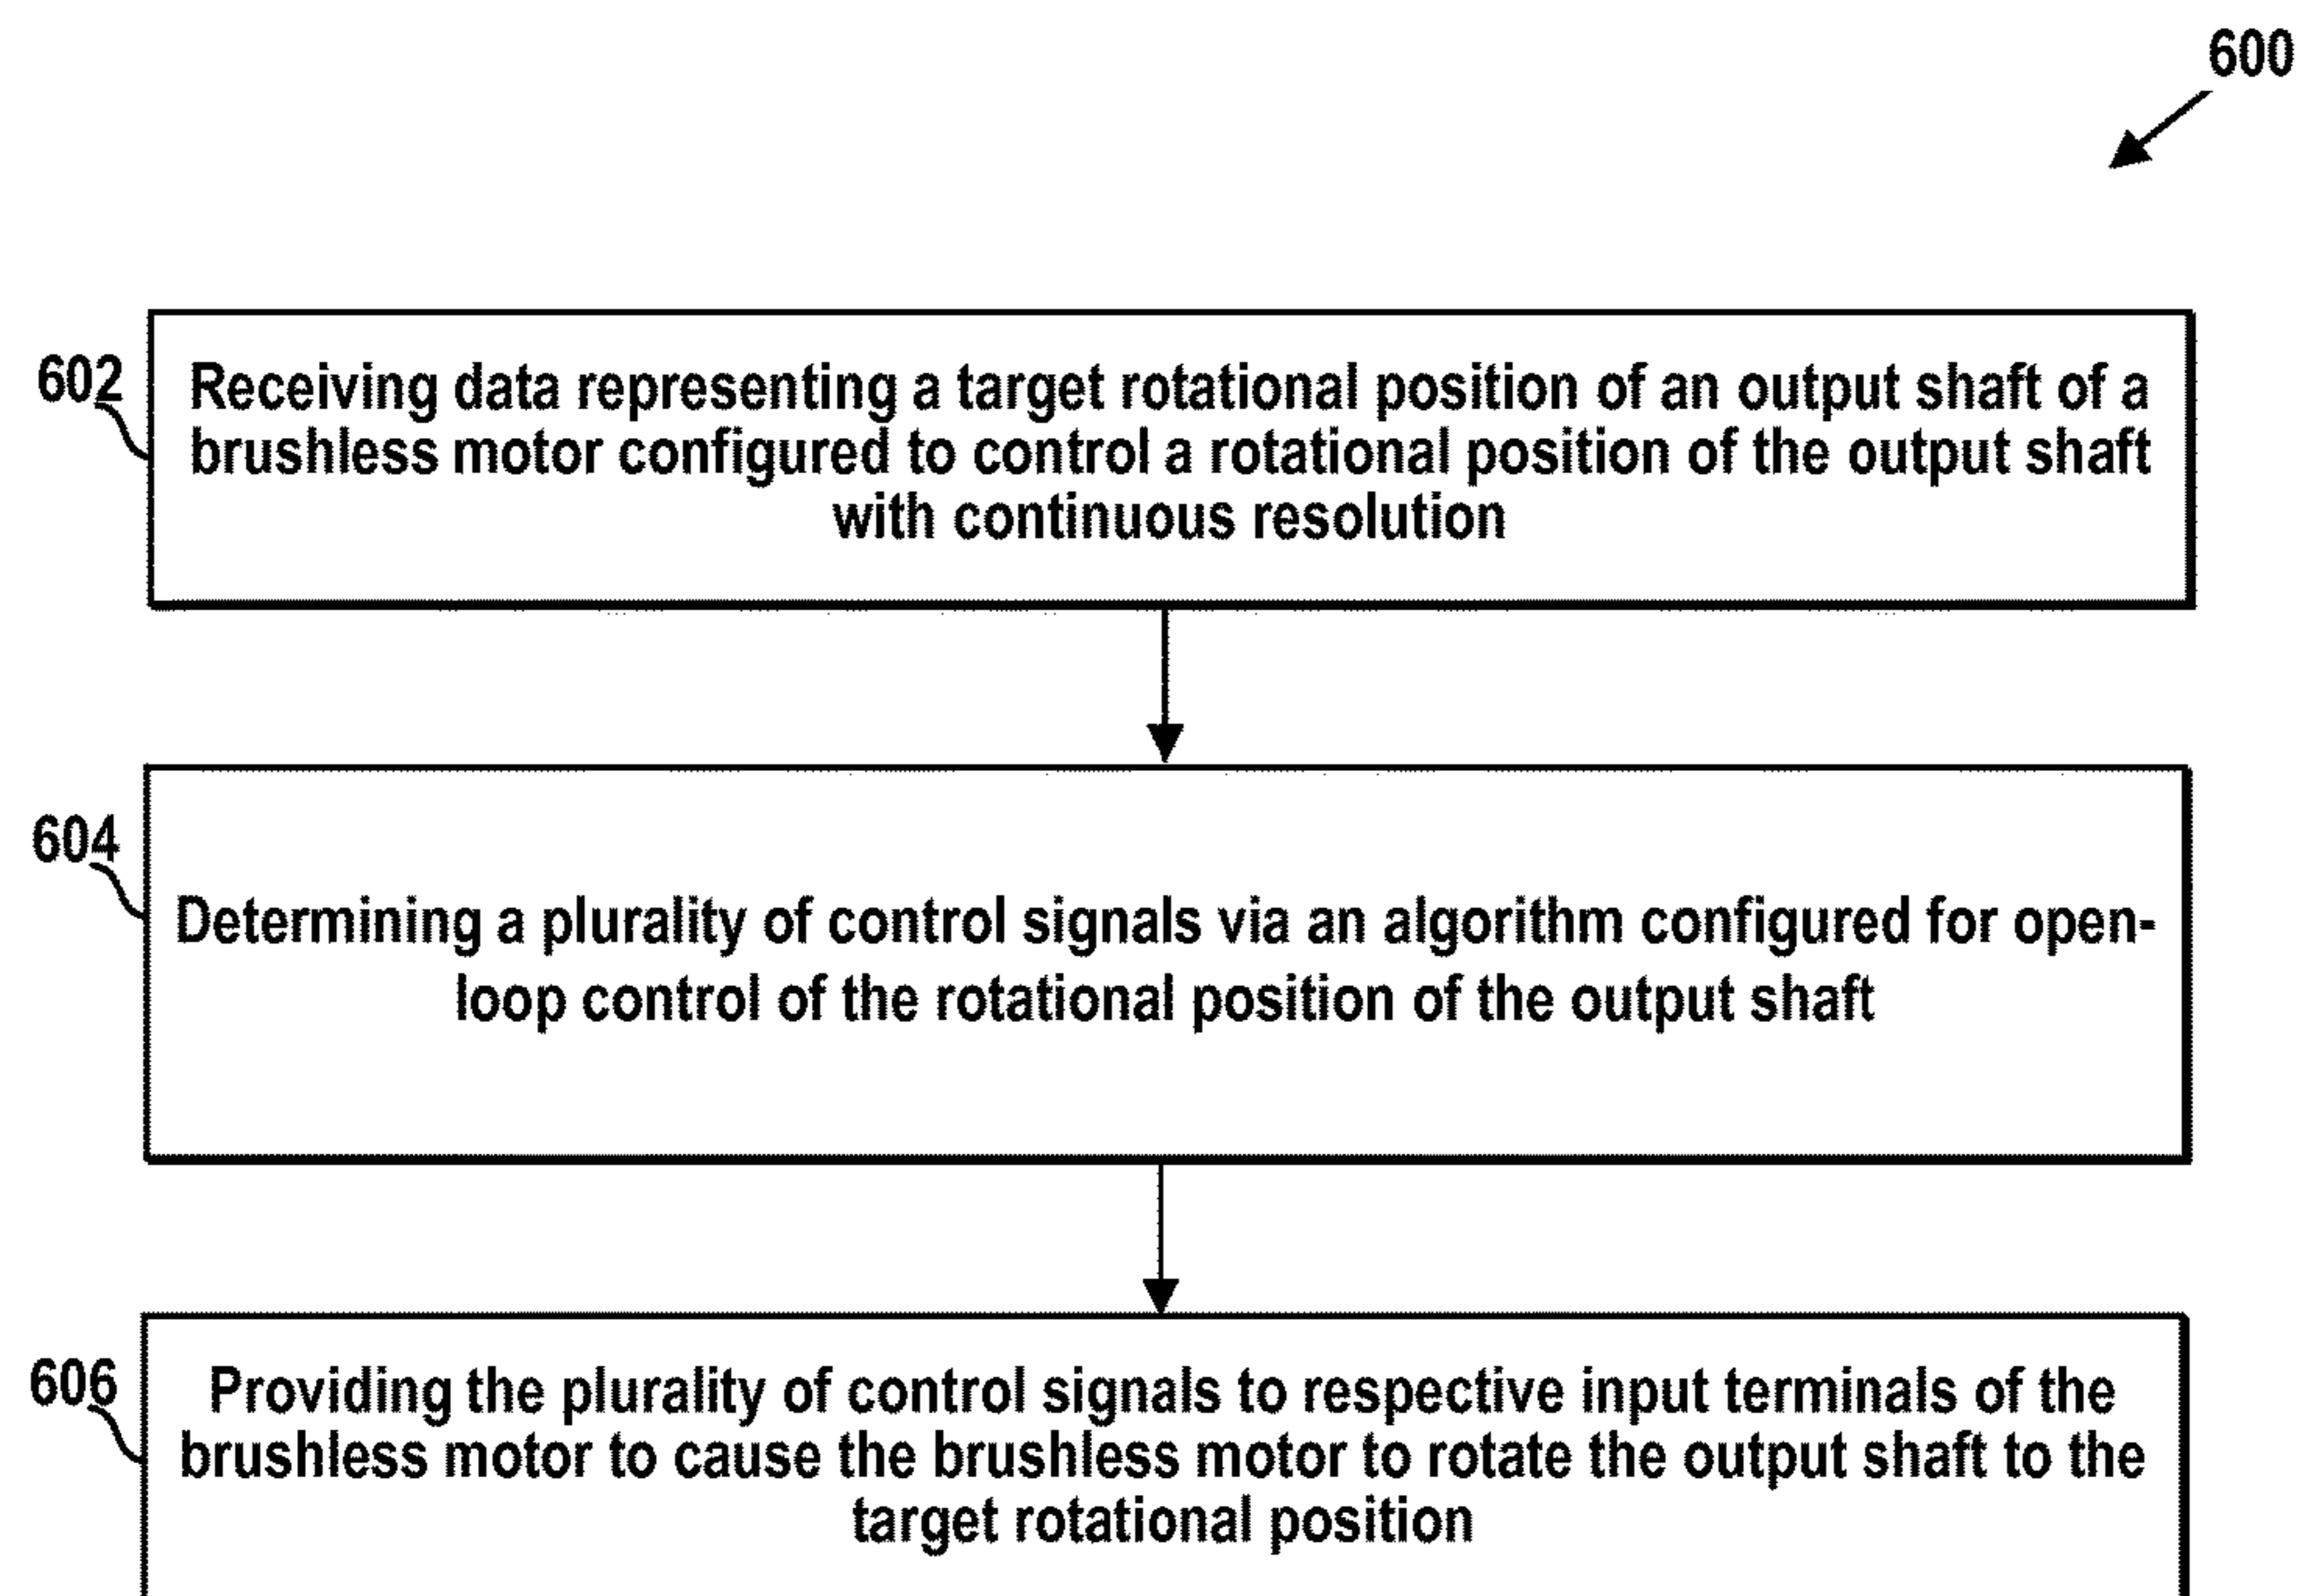 600
602
Receiving data representing a target rotational position of an output shaft of a
brushless motor configured to control a rotational position of the output shaft
with continuous resolution
604
Determining a plurality of control signals via an algorithm configured for open-
loop control of the rotational position of the output shaft
606
Providing the plurality of control signals to respective input terminals of the
brushless motor to cause the brushless motor to rotate the output shaft to the
target rotational position